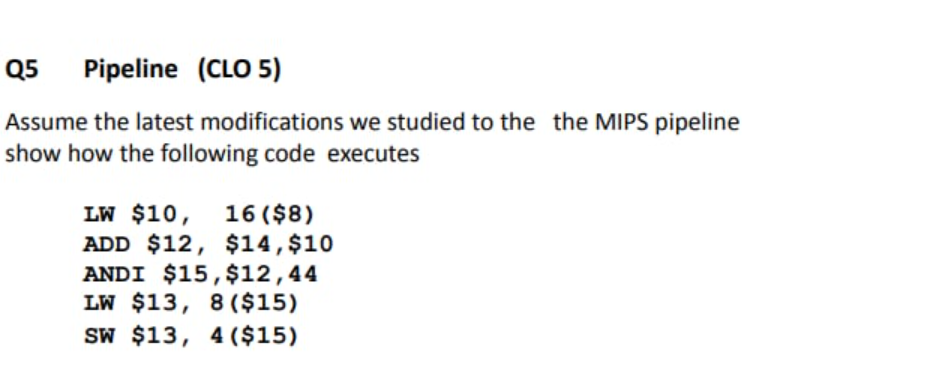 Q5 Pipeline (CLO 5)
Assume the latest modifications we studied to the the MIPS pipeline
show how the following code executes
LW $10, 16($8)
ADD $12, $14,$10
ANDI $15,$12,44
LW $13, 8($15)
SW $13, 4($15)